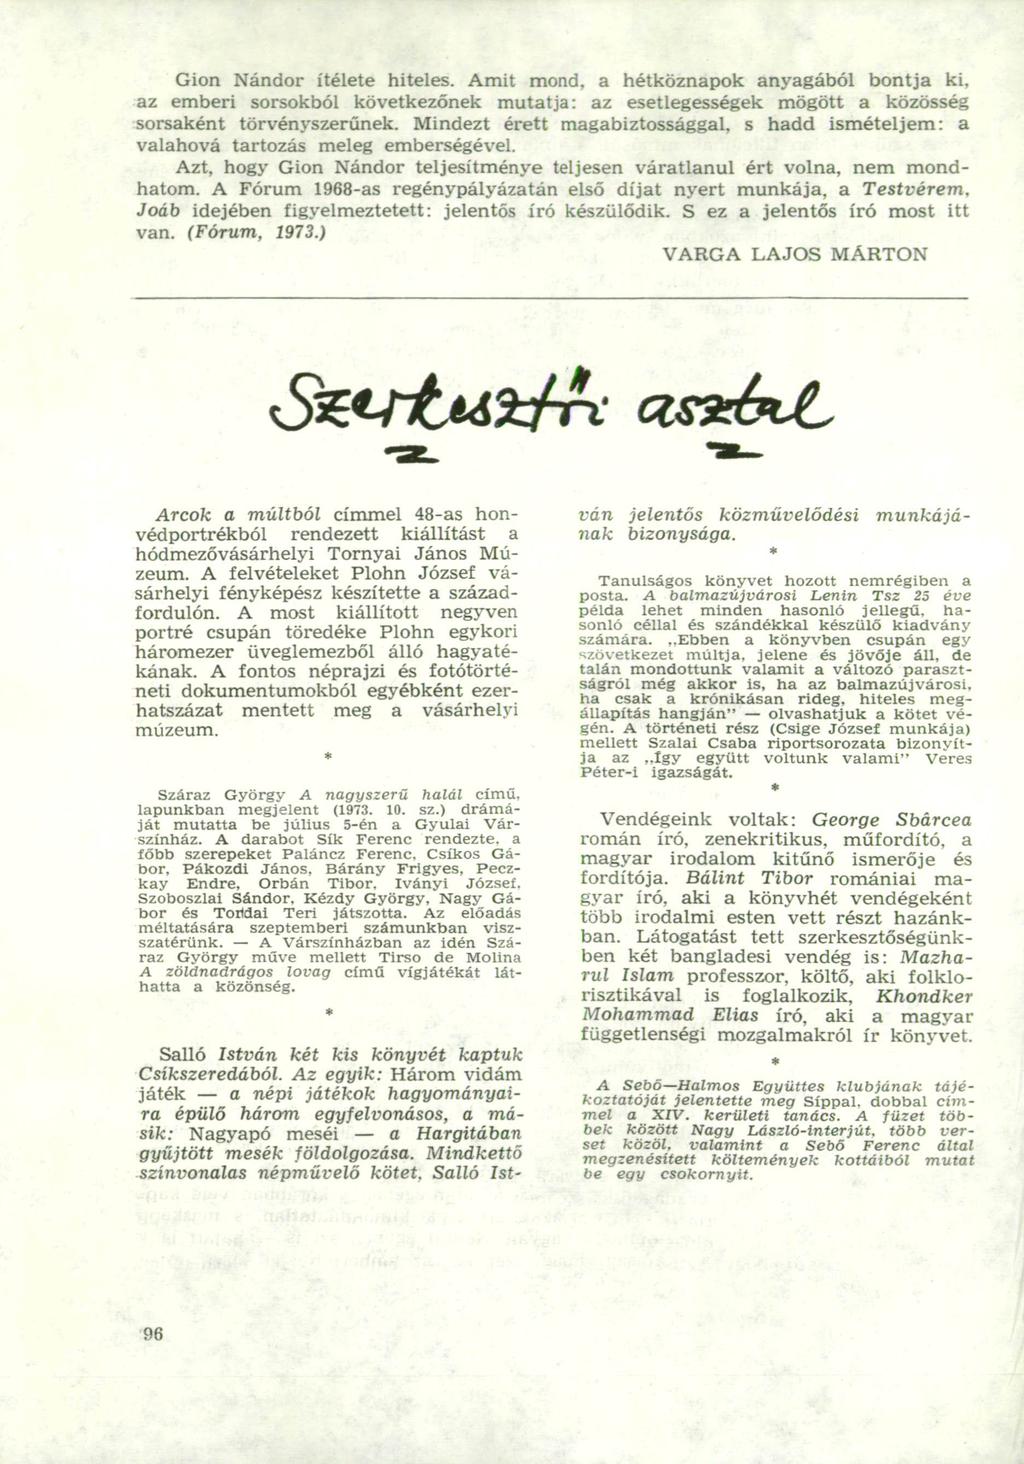 Gion Nándor ítélete hiteles. Amit mond, a hétköznapok anyagából bontja ki,
az emberi sorsokból következőnek mutatja: az esetlegességek mögött a közösség
sorsaként törvényszerűnek. Mindezt érett magabiztossággal, s hadd ismételjem: a
valahová tartozás meleg emberségével.
Azt, hogy Gion Nándor teljesítménye teljesen váratlanul ért volna, nem mond-
hatom. A Fórum 1968-as regénypályázatán első díjat nyert munkája, a Testvérem,
Joáb idejében figyelmeztetett: jelentős író készülődik. S ez a jelentős író most itt
van. (Fórum, 1973.)
VARGA LAJOS MÁRTON
Szerkesztői asztal
Arcok a múltból címmel 48-as hon-
védportrékból rendezett kiállítást a
hódmezővásárhelyi Tornyai János Mú-
zeum. A felvételeket Plohn József vá-
sárhelyi fényképész készítette a század-
fordulón. A most kiállított negyven
portré csupán töredéke Plohn egykori
háromezer üveglemezből álló hagyaté-
kának. A fontos néprajzi és fotótörté-
neti dokumentumokból egyébként ezer-
hatszázat mentett meg a vásárhelyi
múzeum.
*
Száraz György A nagyszerű halál című,
lapunkban megjelent (1973. 10. sz.) drámá-
ját mutatta be július 5-én a Gyulai Vár-
színház. A darabot Sík Ferenc rendezte, a
főbb szerepeket Paláncz Ferenc, Csíkos Gá-
bor, Pákozdi János, Bárány Frigyes, Pecz-
kay Endre, Orbán Tibor, Iványi József,
Szoboszlai Sándor, Kézdy György, Nagy Gá-
bor és Tordai Teri játszotta. Az előadás
méltatására szeptemberi számunkban visz-
szatérünk. — A Várszínházban az idén Szá-
raz György műve mellett Tirso de Molina
A zöldnadrágos lovag című vígjátékát lát-
hatta a közönség.
*
Salló István két kis könyvét kaptuk
Csíkszeredából. Az egyik: Három vidám
játék — a népi játékok hagyományai-
ra épülő három egyfelvonásos, a má-
sik: Nagyapó meséi — a Hargitában
gyűjtött mesék földolgozása. Mindkettő
színvonalas népművelő kötet, Salló Ist-
ván jelentős közművelődési munkájá-
nak bizonysága.
*
Tanulságos könyvet hozott nemrégiben a
posta. A balmazújvárosi Lenin Tsz 25 éve
példa lehet minden hasonló jellegű, ha-
sonló céllal és szándékkal készülő kiadvány
számára. „Ebben a könyvben csupán egy
szövetkezet múltja, jelene és jövője áll, de
talán mondottunk valamit a változó paraszt-
ságról még akkor is, ha az balmazújvárosi,
ha csak a krónikásan rideg, hiteles meg-
állapítás hangján" — olvashatjuk a kötet vé-
gén. A történeti rész (Csige József munkája)
mellett Szalai Csaba riportsorozata bizonyít-
ja az „Így együtt voltunk valami" Veres
Péter-i igazságát.
*
Vendégeink voltak: George Sbârcea
román író, zenekritikus, műfordító, a
magyar irodalom kitűnő ismerője és
fordítója. Bálint Tibor romániai ma-
gyar író, aki a könyvhét vendégeként
több irodalmi esten vett részt hazánk-
ban. Látogatást tett szerkesztőségünk-
ben két bangladesi vendég is: Mazha-
rul Islam professzor, költő, aki folklo-
risztikával is foglalkozik, Khondker
Mohammad Elias író, aki a magyar
függetlenségi mozgalmakról ír könyvet.
*
A Sebő—Halmos Együttes klubjának tájé-
koztatóját jelentette meg Síppal, dobbal cím-
mel a XIV. kerületi tanács. A füzet töb-
bek között Nagy László-interjút, több ver-
set közöl, valamint a Sebő Ferenc által
megzenésített költemények kottáiból mutat
be egy csokornyit.
96